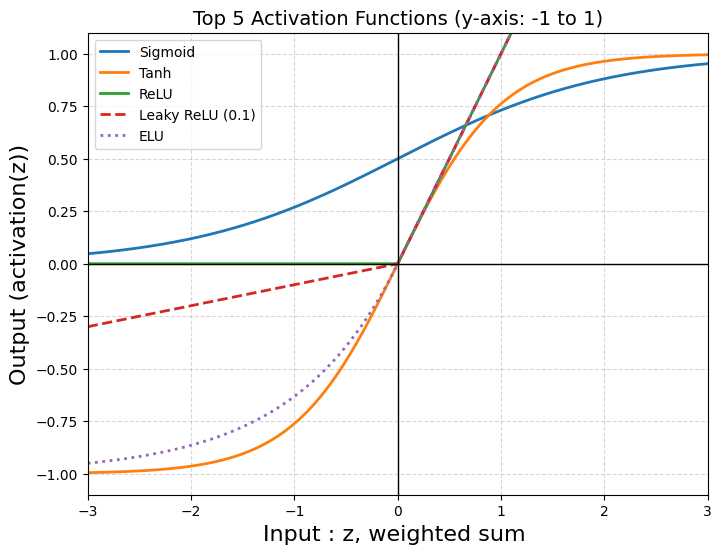 Top 5 Activation Functions (y-axis: -1 to 1)
Sigmoid
Tanh
ReLU
Leaky ReLU (0.1)
ELU
Output (activation(z))
1.00
0.75
0.50
0.25
0.00
−0.25
−0.50
−0.75
−1.00
−3 −2 −1 0 1 2 3
Input : z, weighted sum